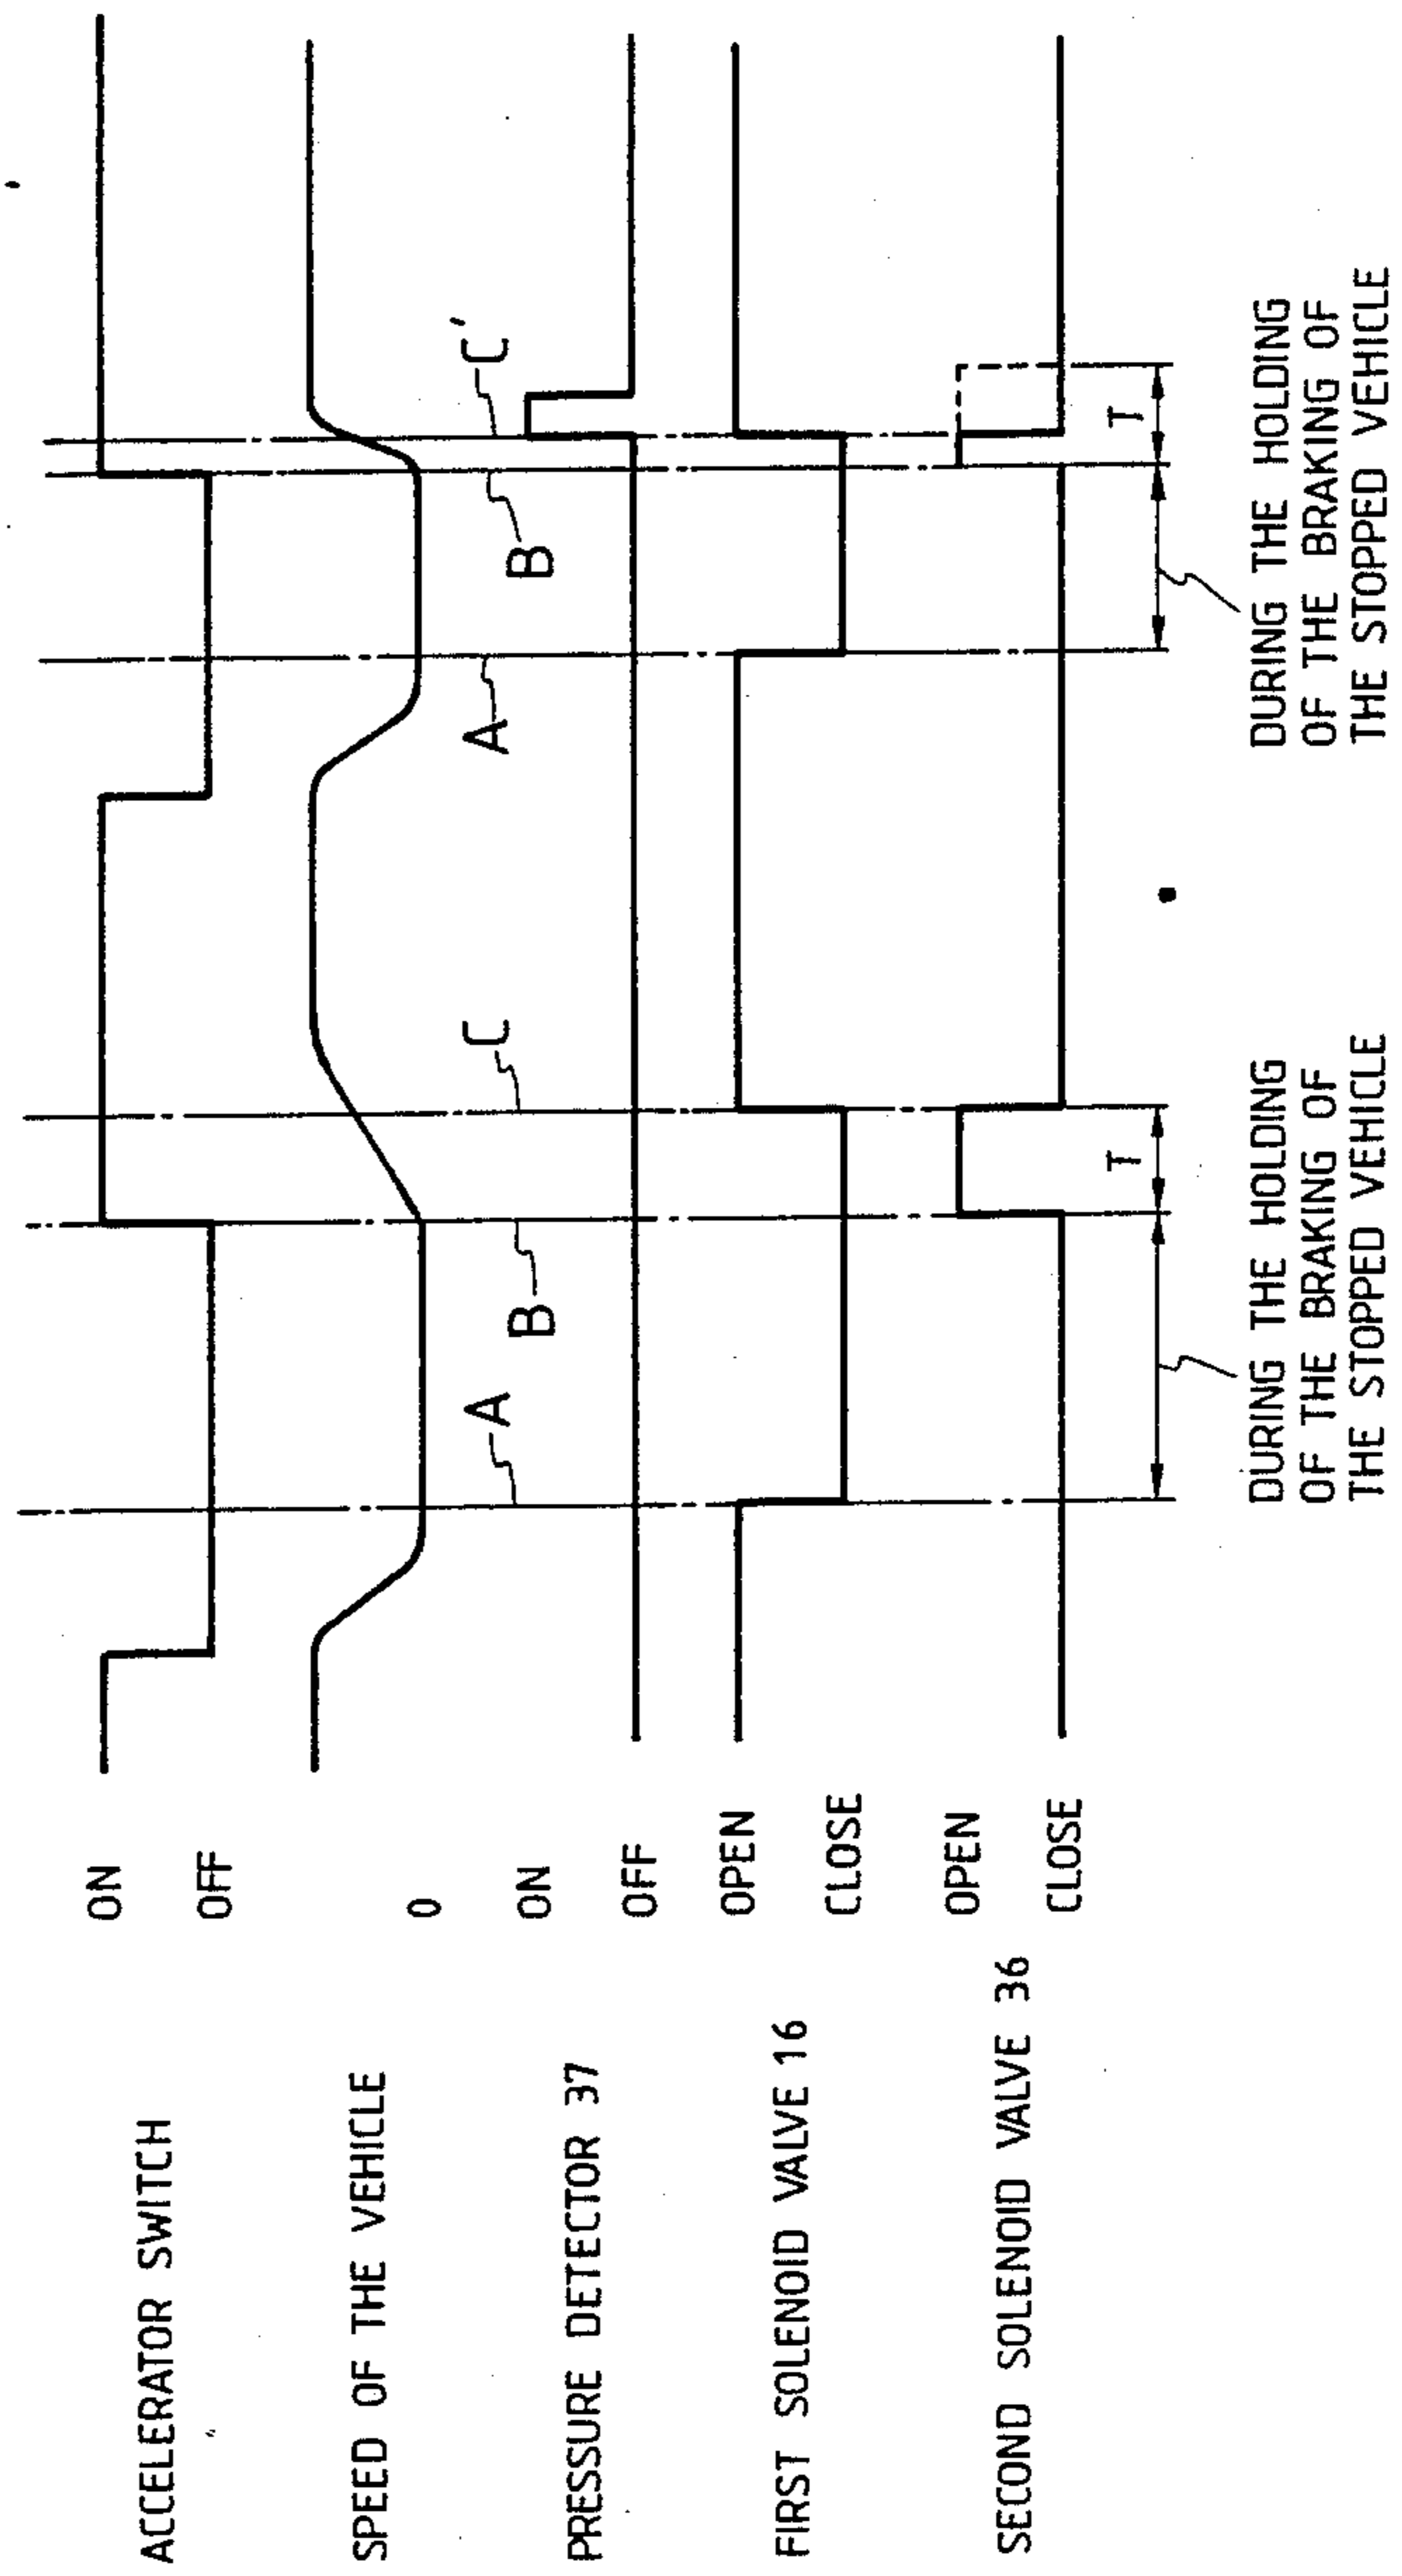 ACCELERATOR SWITCH
ON
OFF
SPEED OF THE VEHICLE
0
PRESSURE DETECTOR 37
ON
OFF
A
B
C
A
B
C'
FIRST SOLENOID VALVE 16
OPEN
CLOSE
SECOND SOLENOID VALVE 36
OPEN
CLOSE
T
T
DURING THE HOLDING
OF THE BRAKING OF
THE STOPPED VEHICLE
DURING THE HOLDING
OF THE BRAKING OF
THE STOPPED VEHICLE